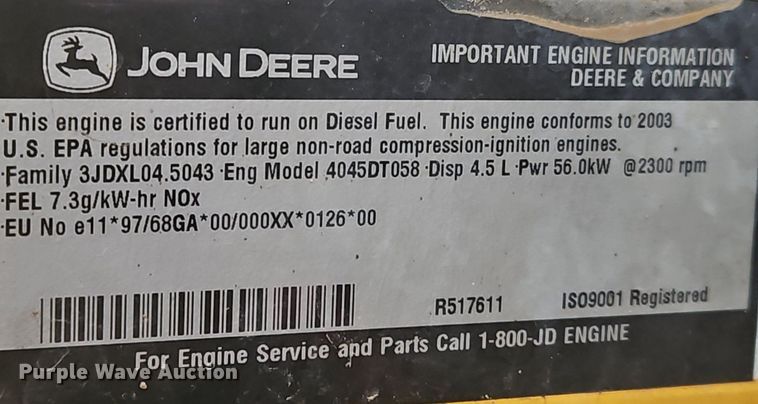 JOHN DEERE
IMPORTANT ENGINE INFORMATION
DEERE & COMPANY
·This engine is certified to run on Diesel Fuel. This engine conforms to 2003
U.S. EPA regulations for large non-road compression-ignition engines.
·Family 3JDXL04.5043 ·Eng Model 4045DT058 ·Disp 4.5 L ·Pwr 56.0kW @2300 rpm
·FEL 7.3g/kW-hr NOx
·EU No e11*97/68GA*00/000XX*0126*00
R517611 ISO9001 Registered
For Engine Service and Parts Call 1-800-JD ENGINE
Purple Wave Auction